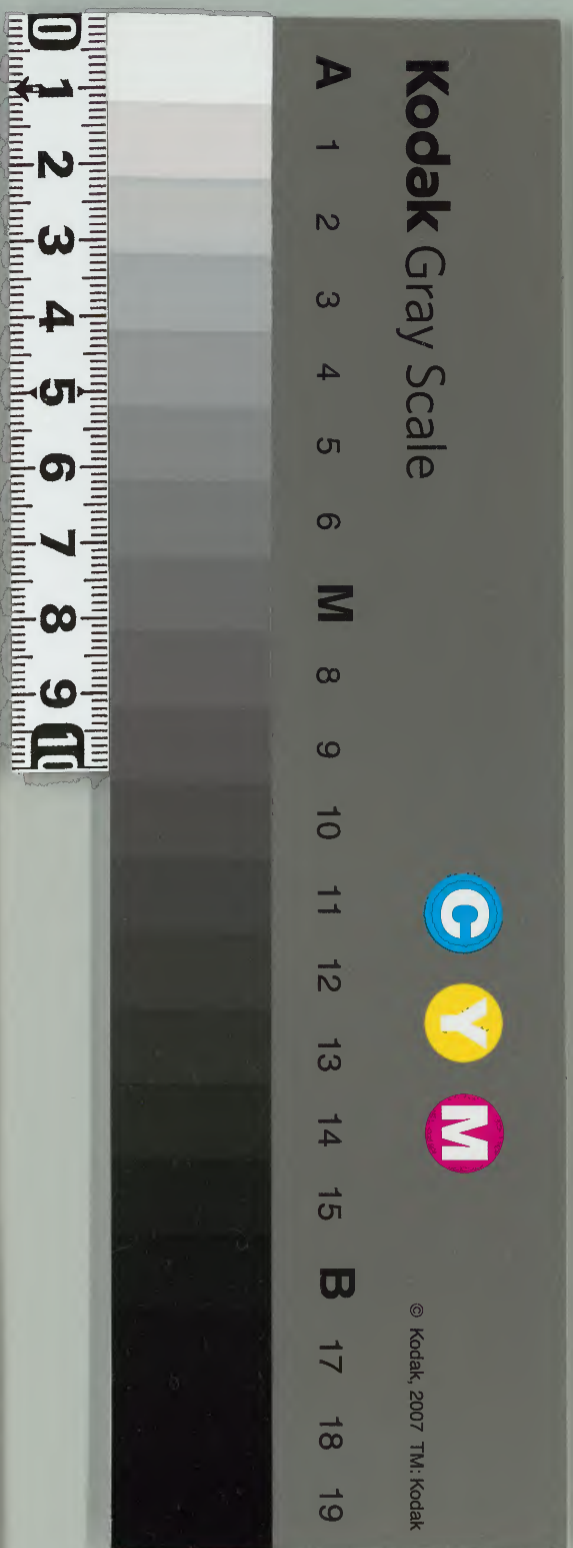 Kodak Gray Scale
C Y M
© Kodak, 2007 TM: Kodak
A 1 2 3 4 5 6 M 8 9 10 11 12 13 14 15 B 17 18 19
0 1 2 3 4 5 6 7 8 9 10